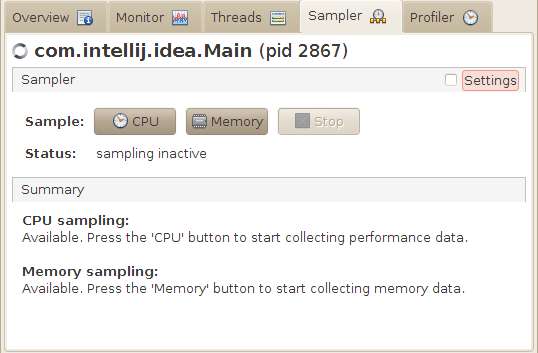 Overview Monitor Threads Sampler Profiler
com.intellij.idea.Main (pid 2867)
Sampler Settings
Sample: CPU Memory Stop
Status: sampling inactive
Summary
CPU sampling:
Available. Press the 'CPU' button to start collecting performance data.
Memory sampling:
Available. Press the 'Memory' button to start collecting memory data.